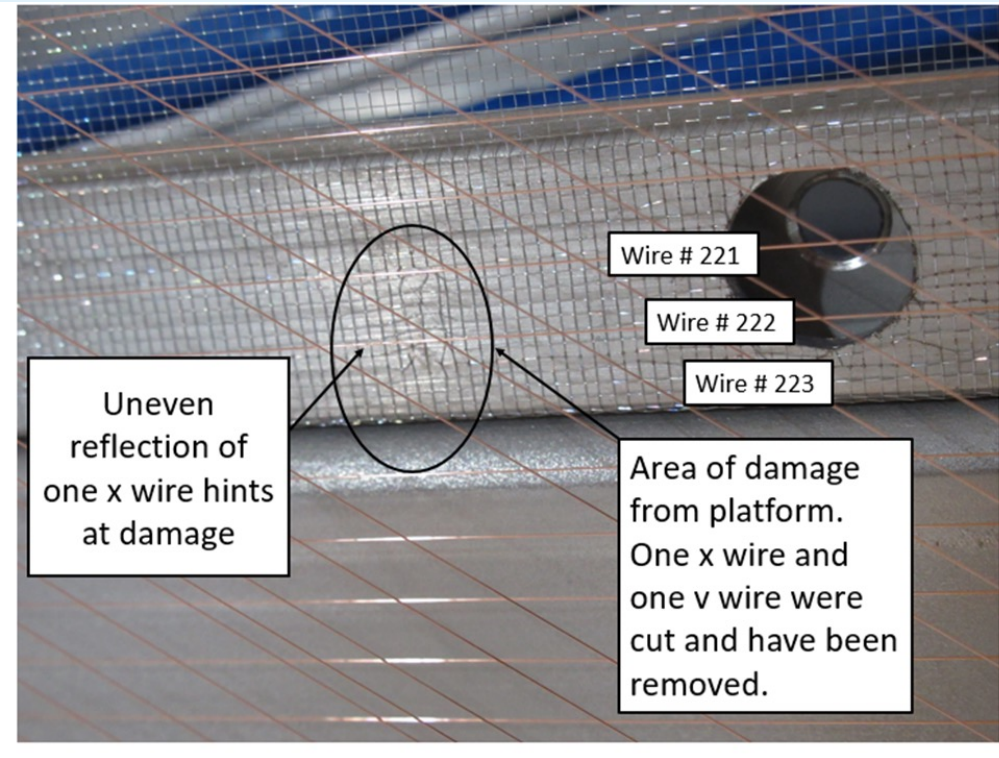 Wire # 221
Wire # 222
Wire # 223
Uneven
reflection of
one x wire hints
at damage
Area of damage
from platform.
One x wire and
one v wire were
cut and have been
removed.